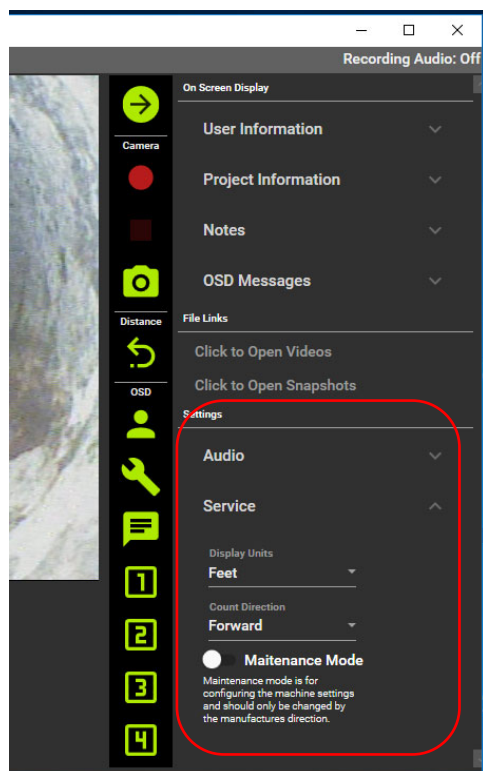 Recording Audio: Off
On Screen Display
User Information
Camera
Project Information
Notes
OSD Messages
Distance
File Links
Click to Open Videos
Click to Open Snapshots
OSD
Settings
Audio
Service
Display Units
Feet
1
Count Direction
Forward
2
Maitenance Mode
Maintenance mode is for
configuring the machine settings
and should only be changed by
the manufactures direction.
3
4